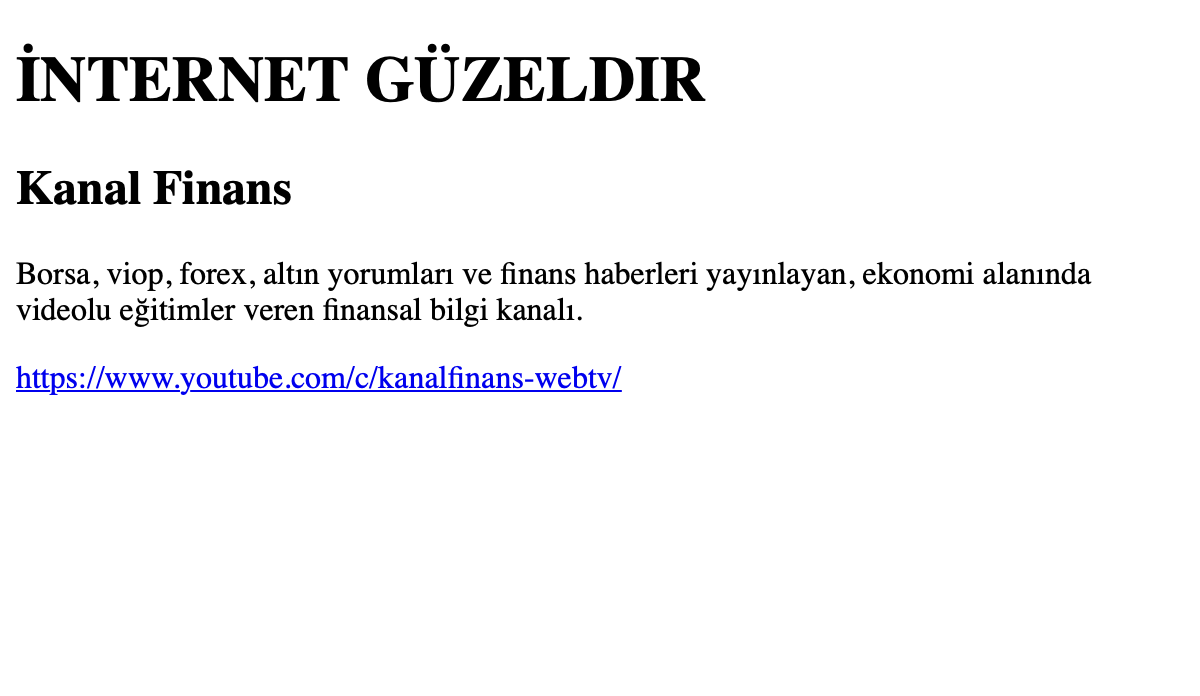 İNTERNET GÜZELDIR
Kanal Finans
Borsa, viop, forex, altın yorumları ve finans haberleri yayınlayan, ekonomi alanında
videolu eğitimler veren finansal bilgi kanalı.
https://www.youtube.com/c/kanalfinans-webtv/